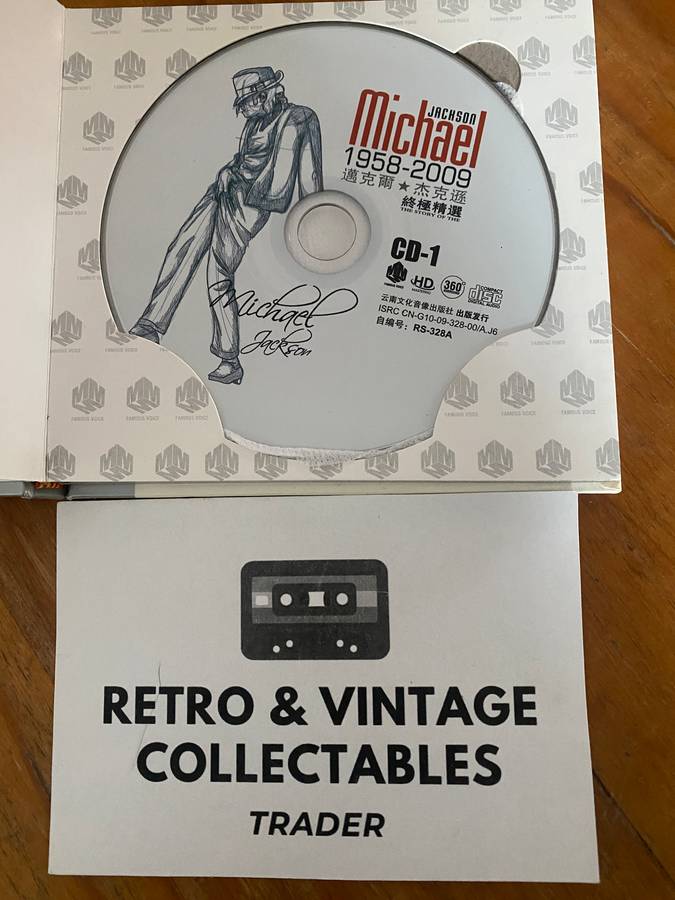 JACKSON
Michael
1958-2009
邁克爾★杰克遜
終極精選
THE STORY OF THE
CD-1
HD
MASTERING
360°
COMPACT
disc
DIGITAL AUDIO
云南文化音像出版社 出版发行
ISRC CN-G10-09-328-00/A.J6
自编号：RS-328A
Michael
Jackson
FAMOUS VOICE
RETRO & VINTAGE
COLLECTABLES
TRADER